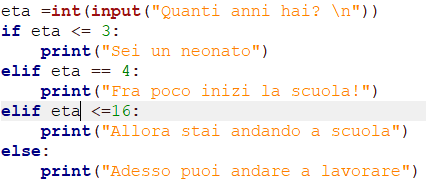 eta =int(input("Quanti anni hai? \n"))
if eta <= 3:
    print("Sei un neonato")
elif eta == 4:
    print("Fra poco inizi la scuola!")
elif eta <=16:
    print("Allora stai andando a scuola")
else:
    print("Adesso puoi andare a lavorare")